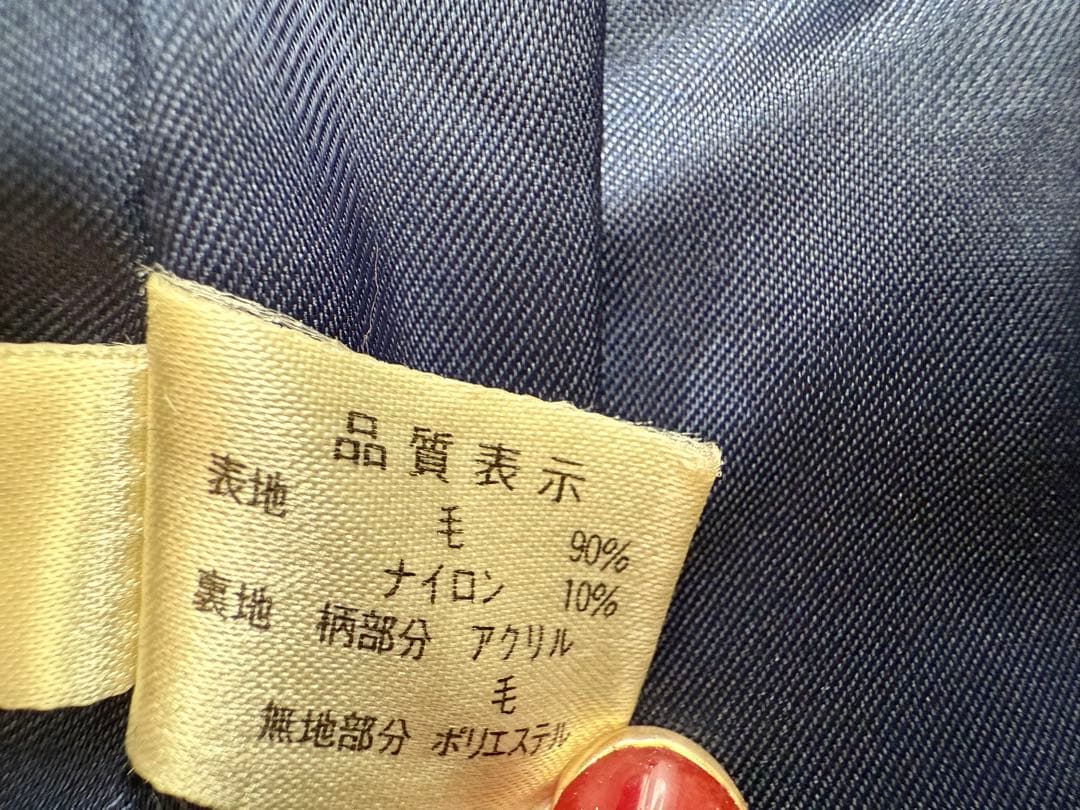 品質表示
表地 毛 90%
ナイロン 10%
裏地 柄部分 アクリル
毛
無地部分 ポリエステル